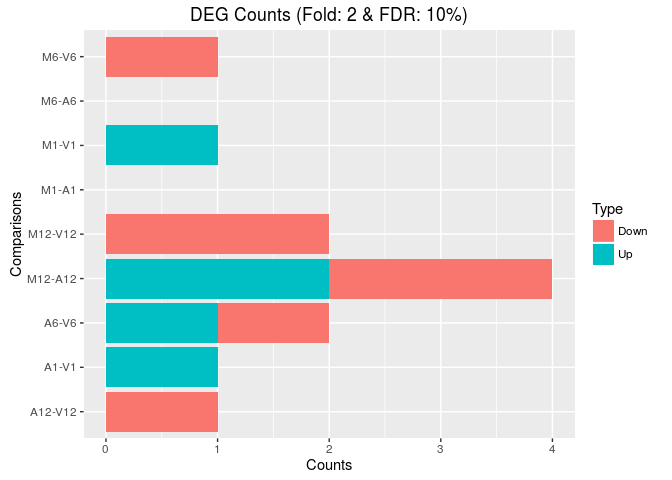 DEG Counts (Fold: 2 & FDR: 10%)
Comparisons
M6-V6
M6-A6
M1-V1
M1-A1
M12-V12
M12-A12
A6-V6
A1-V1
A12-V12
0 1 2 3 4
Counts
Type
Down
Up